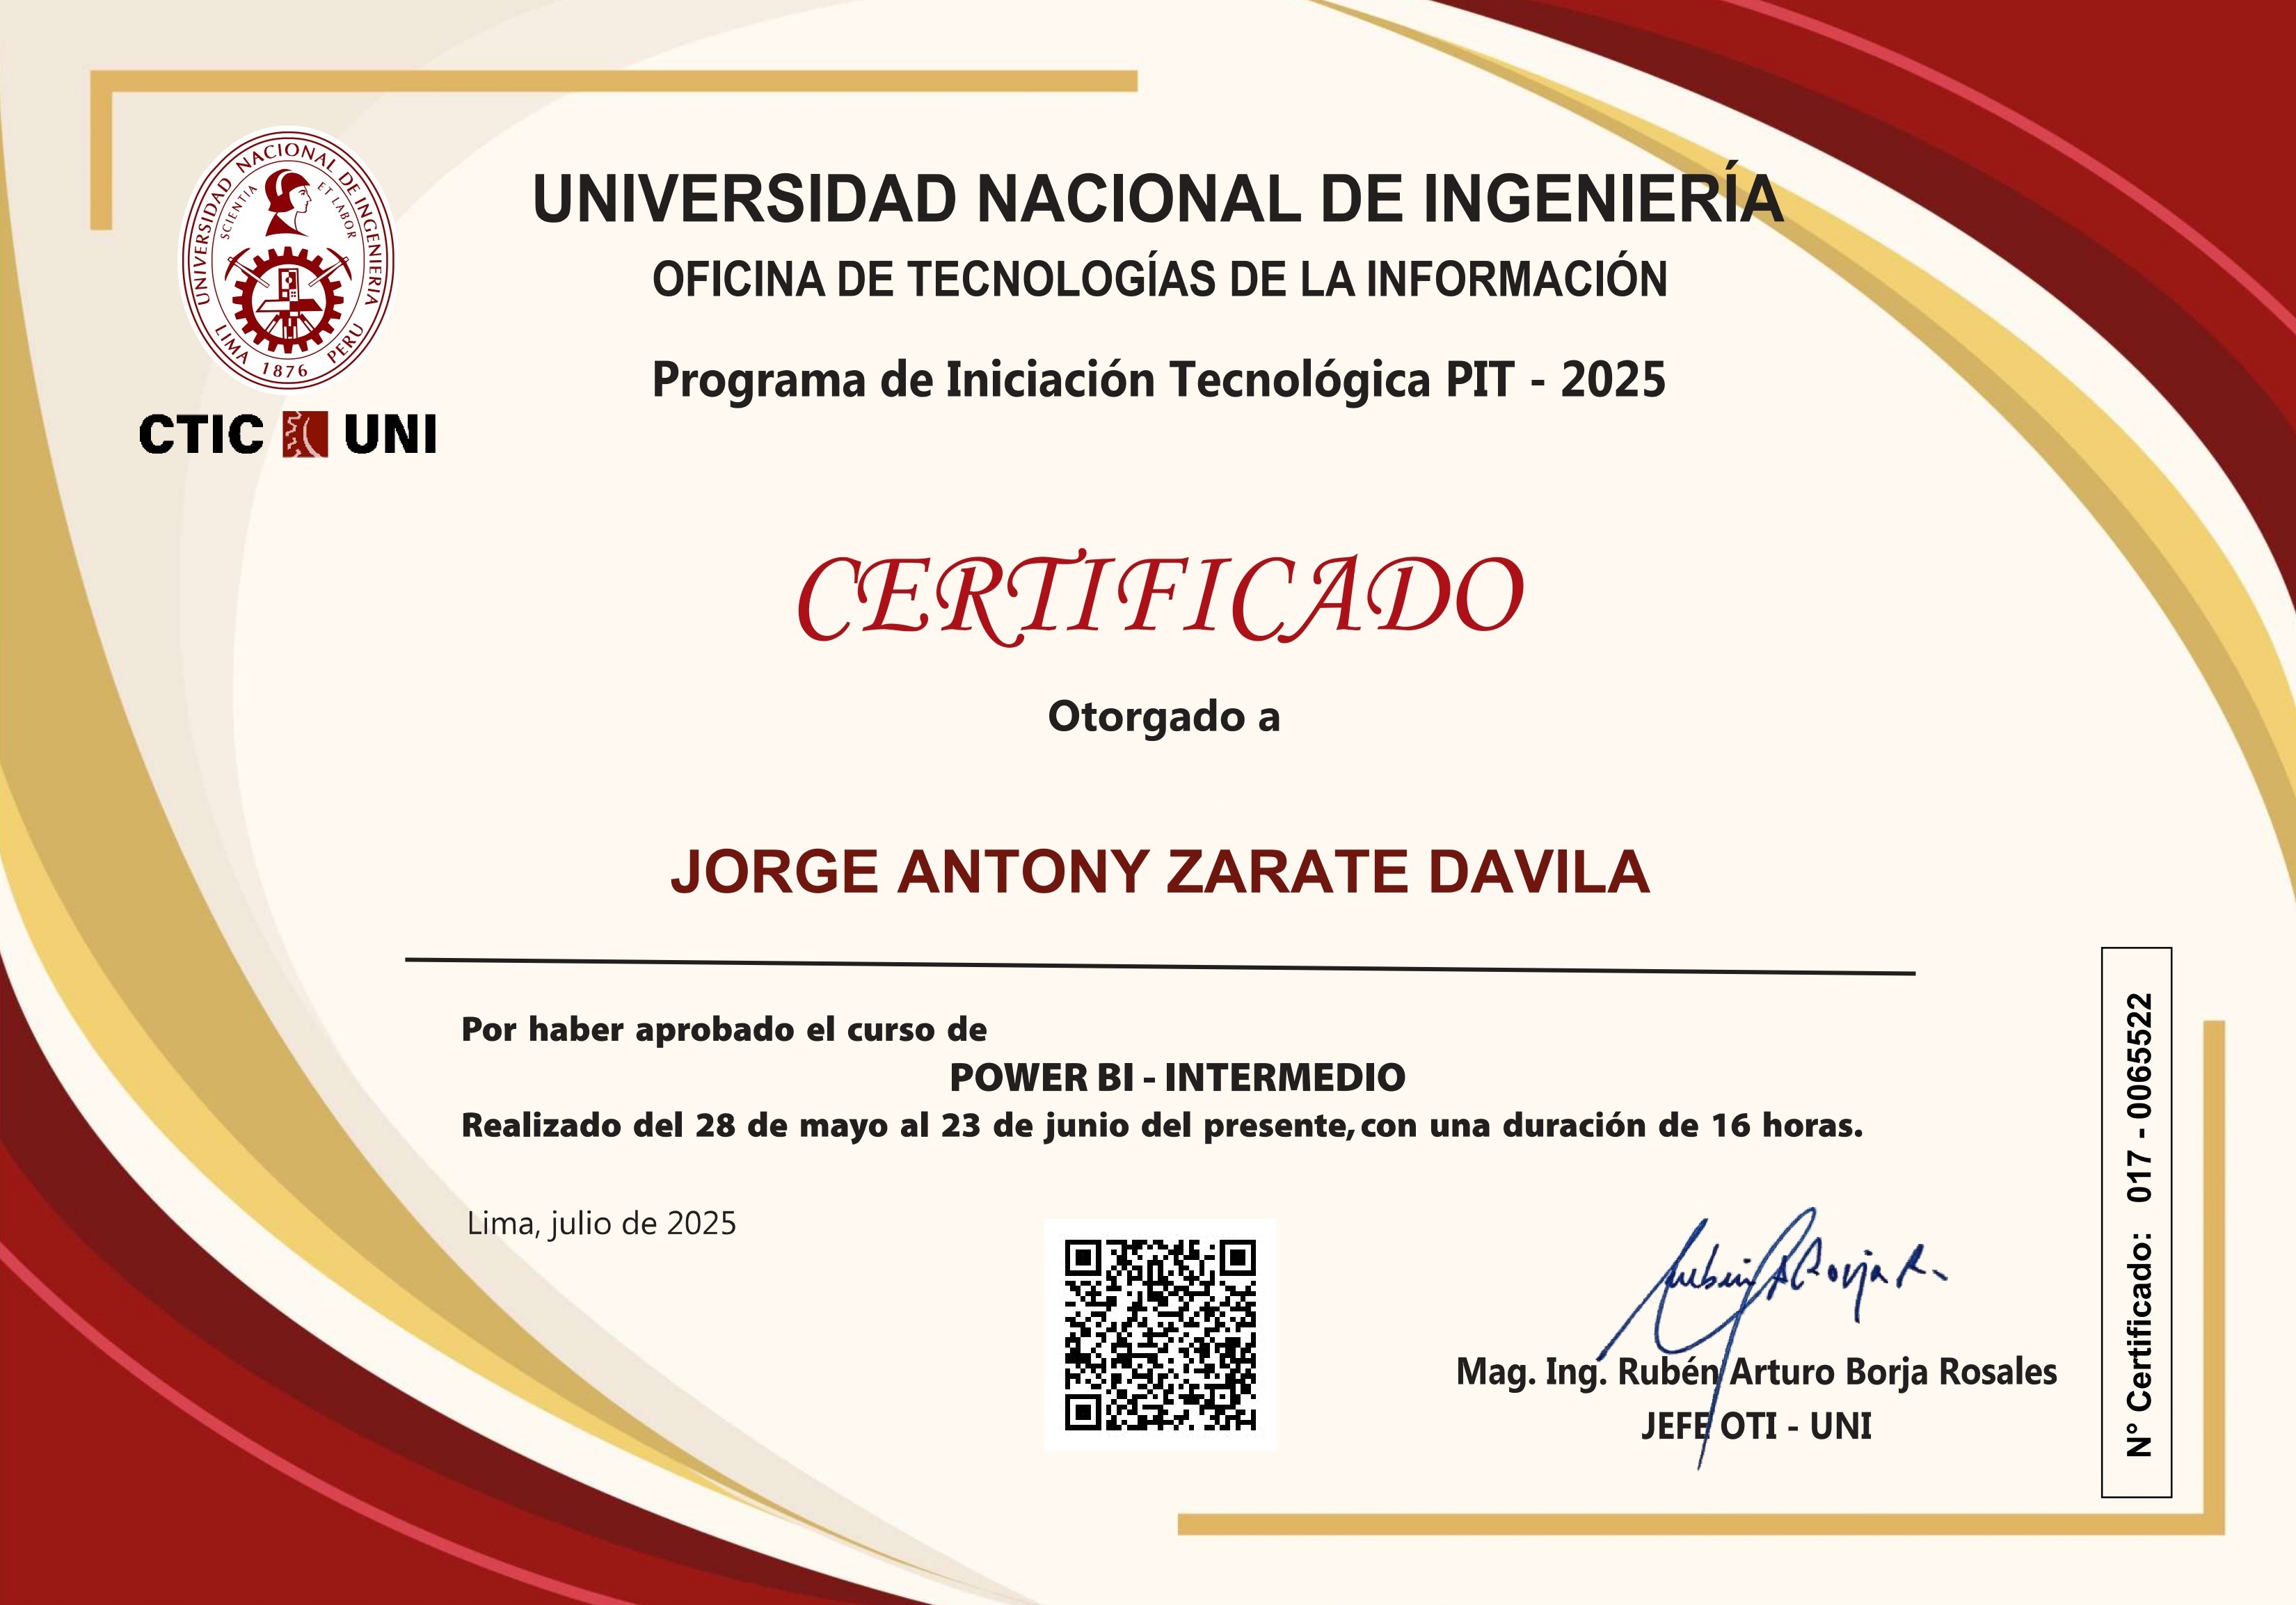 UNIVERSIDAD NACIONAL DE INGENIERIA
SCIENTIA ET LABOR
LIMA 1876 PERU
CTIC UNI
UNIVERSIDAD NACIONAL DE INGENIERÍA
OFICINA DE TECNOLOGÍAS DE LA INFORMACIÓN
Programa de Iniciación Tecnológica PIT - 2025
CERTIFICADO
Otorgado a
JORGE ANTONY ZARATE DAVILA
Por haber aprobado el curso de
POWER BI - INTERMEDIO
Realizado del 28 de mayo al 23 de junio del presente, con una duración de 16 horas.
Lima, julio de 2025
Rubén A Borja R.
Mag. Ing. Rubén Arturo Borja Rosales
JEFE OTI - UNI
N° Certificado: 017 - 0065522